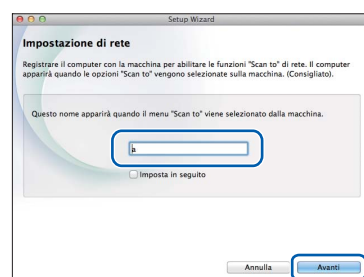 Setup Wizard
Impostazione di rete
Registrare il computer con la macchina per abilitare le funzioni "Scan to" di rete. Il computer
apparirà quando le opzioni "Scan to" vengono selezionate sulla macchina. (Consigliato).
Questo nome apparirà quando il menu "Scan to" viene selezionato dalla macchina.
a
Imposta in seguito
Annulla
Avanti